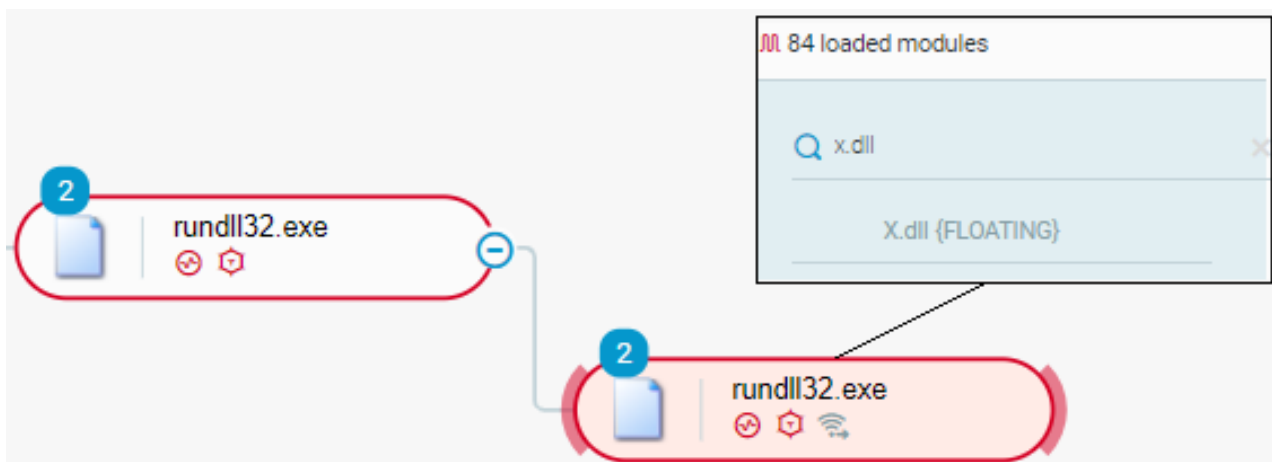 84 loaded modules
x.dll
X.dll {FLOATING}
2
rundll32.exe
2
rundll32.exe